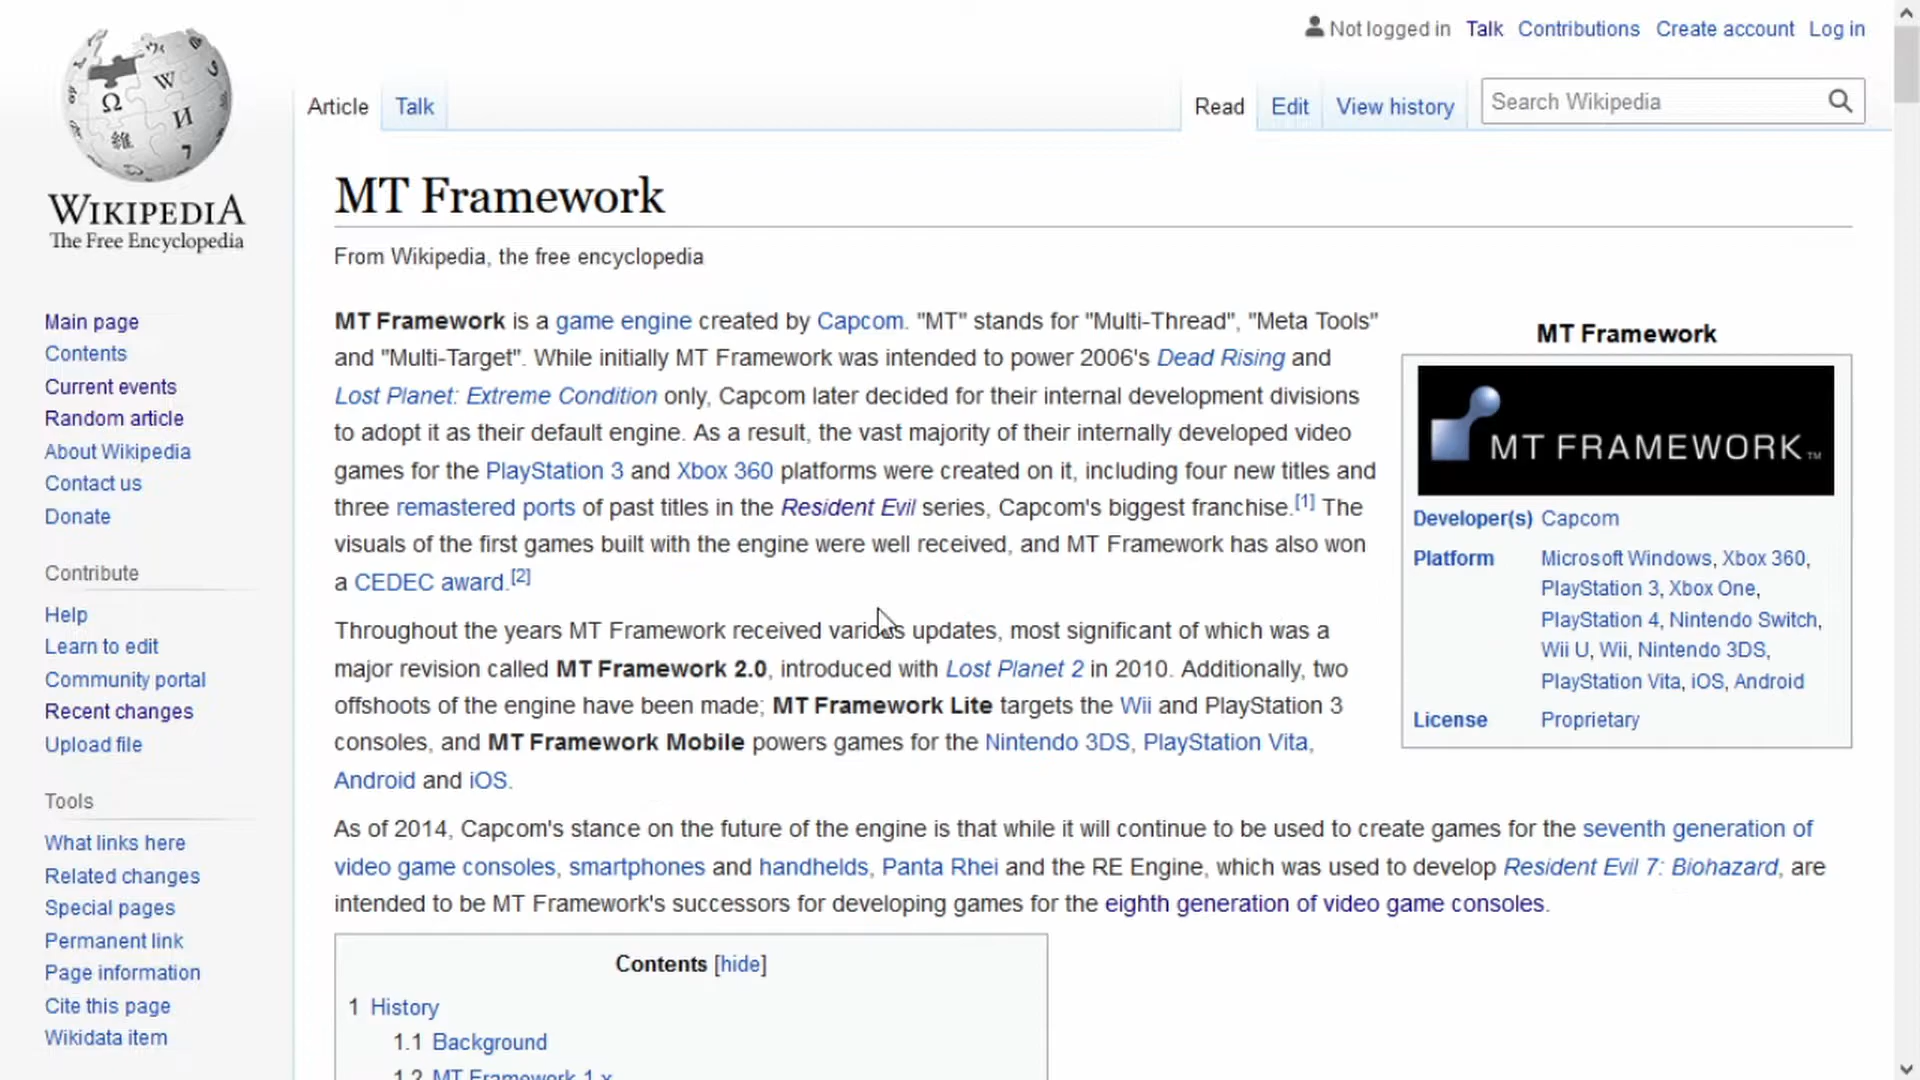 Not logged in Talk Contributions Create account Log in
Article Talk Read Edit View history Search Wikipedia
WIKIPEDIA
The Free Encyclopedia
Main page
Contents
Current events
Random article
About Wikipedia
Contact us
Donate
Contribute
Help
Learn to edit
Community portal
Recent changes
Upload file
Tools
What links here
Related changes
Special pages
Permanent link
Page information
Cite this page
Wikidata item
MT Framework
From Wikipedia, the free encyclopedia
MT Framework is a game engine created by Capcom. "MT" stands for "Multi-Thread", "Meta Tools"
and "Multi-Target". While initially MT Framework was intended to power 2006's Dead Rising and
Lost Planet: Extreme Condition only, Capcom later decided for their internal development divisions
to adopt it as their default engine. As a result, the vast majority of their internally developed video
games for the PlayStation 3 and Xbox 360 platforms were created on it, including four new titles and
three remastered ports of past titles in the Resident Evil series, Capcom's biggest franchise.[1] The
visuals of the first games built with the engine were well received, and MT Framework has also won
a CEDEC award.[2]
Throughout the years MT Framework received various updates, most significant of which was a
major revision called MT Framework 2.0, introduced with Lost Planet 2 in 2010. Additionally, two
offshoots of the engine have been made; MT Framework Lite targets the Wii and PlayStation 3
consoles, and MT Framework Mobile powers games for the Nintendo 3DS, PlayStation Vita,
Android and iOS.
As of 2014, Capcom's stance on the future of the engine is that while it will continue to be used to create games for the seventh generation of
video game consoles, smartphones and handhelds, Panta Rhei and the RE Engine, which was used to develop Resident Evil 7: Biohazard, are
intended to be MT Framework's successors for developing games for the eighth generation of video game consoles.
MT Framework
MT FRAMEWORK™
Developer(s) Capcom
Platform Microsoft Windows, Xbox 360,
PlayStation 3, Xbox One,
PlayStation 4, Nintendo Switch,
Wii U, Wii, Nintendo 3DS,
PlayStation Vita, iOS, Android
License Proprietary
Contents [hide]
1 History
1.1 Background
1.2 MT Framework 1.x